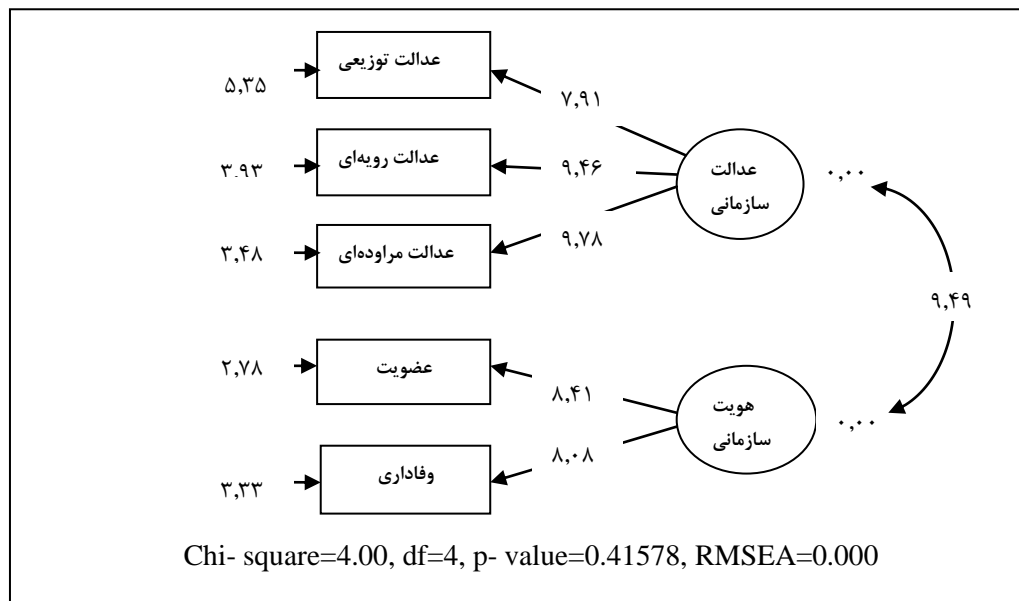 عدالت توزیعی
۵,۳۵
۷,۹۱
عدالت رویه‌ای
۳.۹۳
۹,۴۶
عدالت
سازمانی
۰,۰۰
عدالت مراوده‌ای
۳,۴۸
۹,۷۸
۹,۴۹
عضویت
۲,۷۸
۸,۴۱
هویت
سازمانی
۰,۰۰
وفاداری
۳,۳۳
۸,۰۸
Chi- square=4.00, df=4, p- value=0.41578, RMSEA=0.000